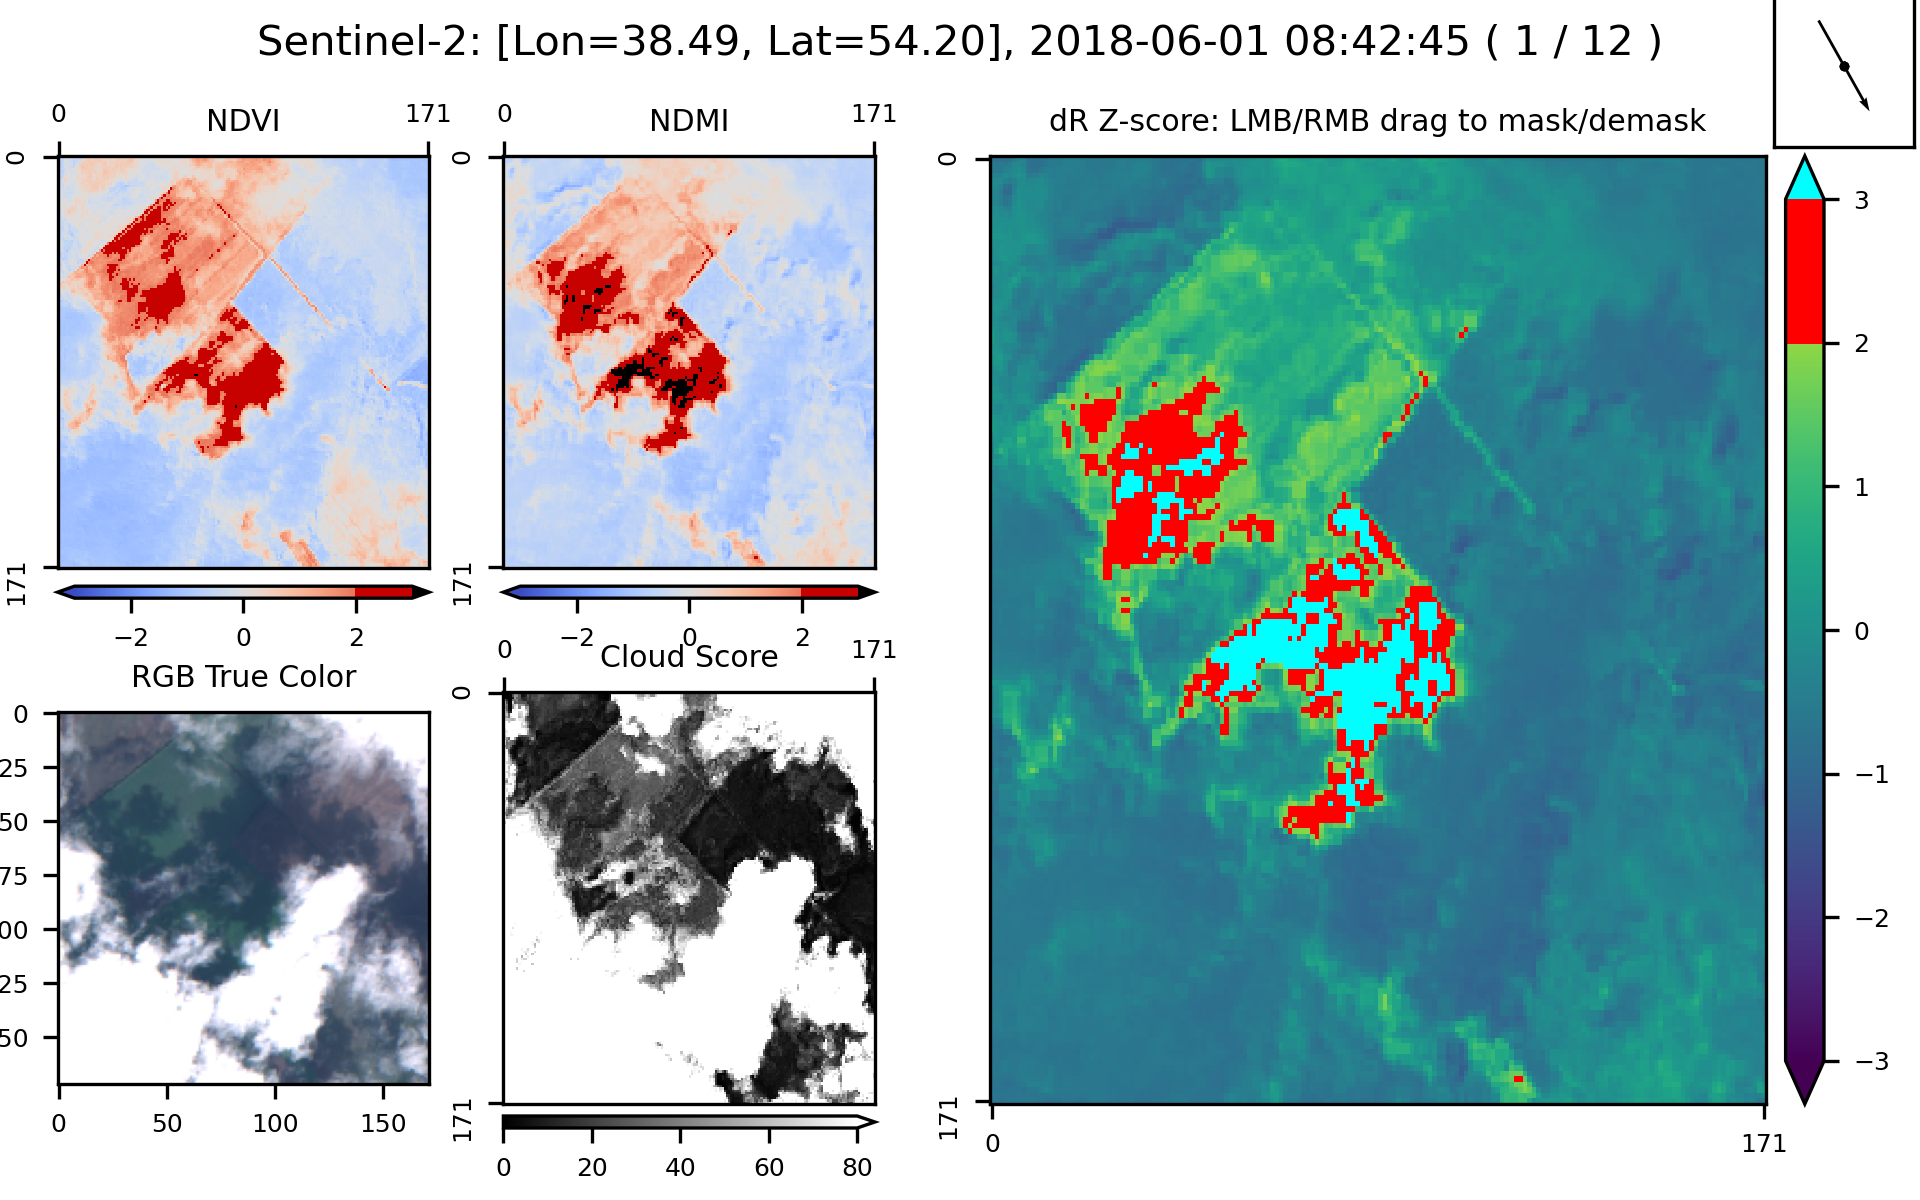 Sentinel-2: [Lon=38.49, Lat=54.20], 2018-06-01 08:42:45 ( 1 / 12 )
0 171
NDVI
0
171
−2 0 2
0 171
NDMI
0
171
−2 0 2
dR Z-score: LMB/RMB drag to mask/demask
0
171
0 171
3
2
1
0
−1
−2
−3
RGB True Color
0
25
50
75
00
25
50
0 50 100 150
0 171
Cloud Score
0
171
0 20 40 60 80